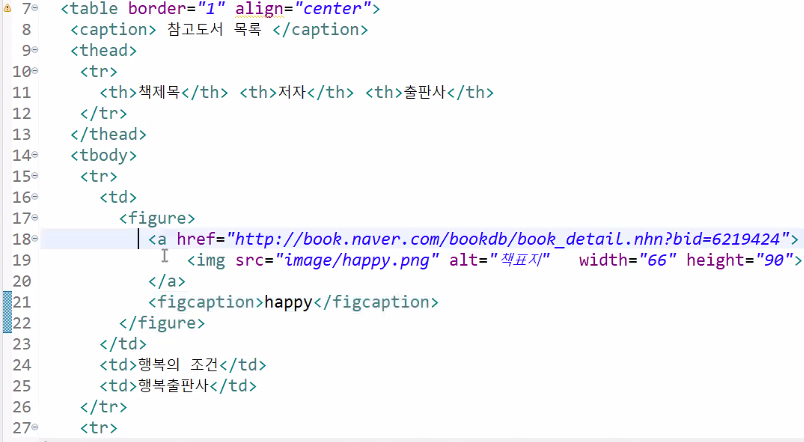 7 <table border="1" align="center">
8 <caption> 참고도서 목록 </caption>
9 <thead>
10 <tr>
11 <th>책제목</th> <th>저자</th> <th>출판사</th>
12 </tr>
13 </thead>
14 <tbody>
15 <tr>
16 <td>
17 <figure>
18 <a href="http://book.naver.com/bookdb/book_detail.nhn?bid=6219424">
19 <img src="image/happy.png" alt="책표지" width="66" height="90">
20 </a>
21 <figcaption>happy</figcaption>
22 </figure>
23 </td>
24 <td>행복의 조건</td>
25 <td>행복출판사</td>
26 </tr>
27 <tr>